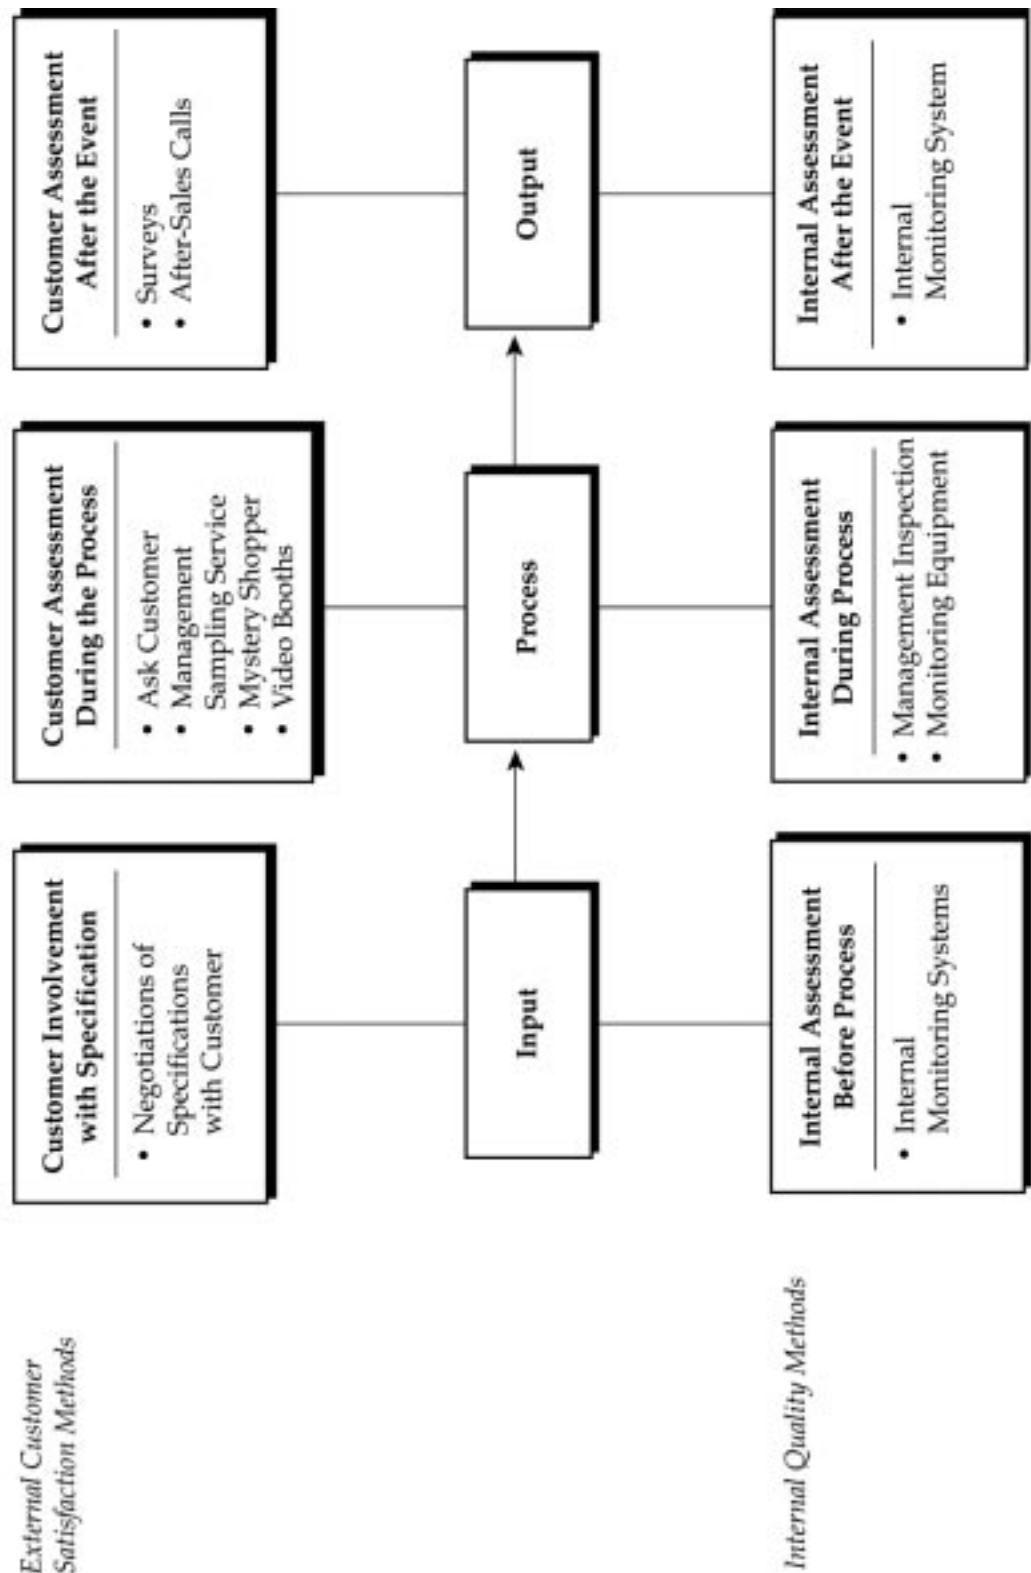 External Customer
Satisfaction Methods
Customer Involvement
with Specification
• Negotiations of
Specifications
with Customer
Customer Assessment
During the Process
• Ask Customer
• Management
Sampling Service
• Mystery Shopper
• Video Booths
Customer Assessment
After the Event
• Surveys
• After-Sales Calls
Input
Process
Output
Internal Quality Methods
Internal Assessment
Before Process
• Internal
Monitoring Systems
Internal Assessment
During Process
• Management Inspection
• Monitoring Equipment
Internal Assessment
After the Event
• Internal
Monitoring System